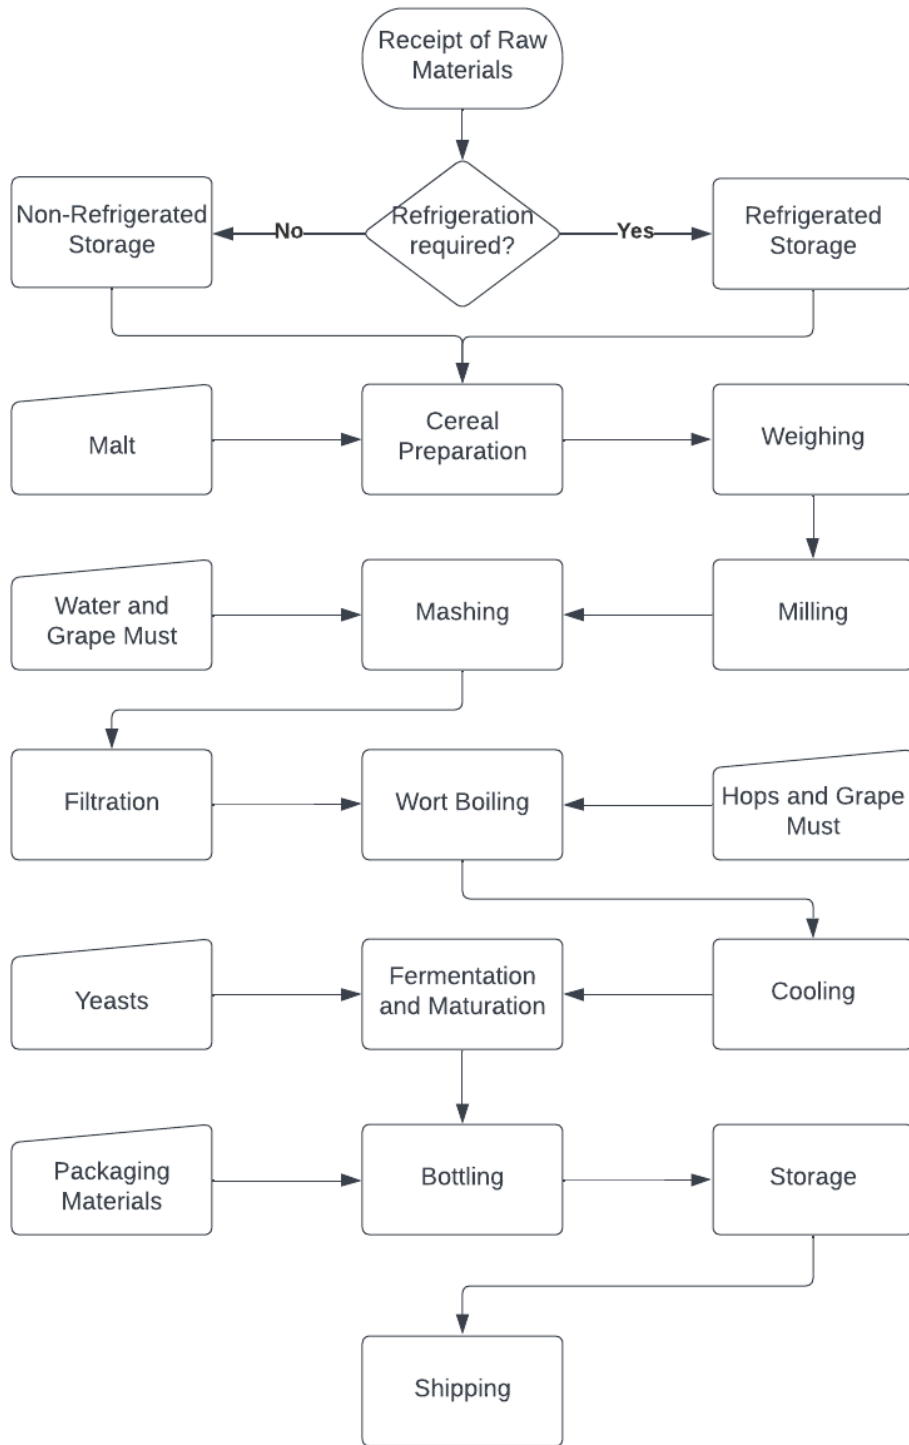 Receipt of Raw
Materials
Non-Refrigerated
Storage
No
Refrigeration
required?
Yes
Refrigerated
Storage
Malt
Cereal
Preparation
Weighing
Water and
Grape Must
Mashing
Milling
Filtration
Wort Boiling
Hops and Grape
Must
Yeasts
Fermentation
and Maturation
Cooling
Packaging
Materials
Bottling
Storage
Shipping